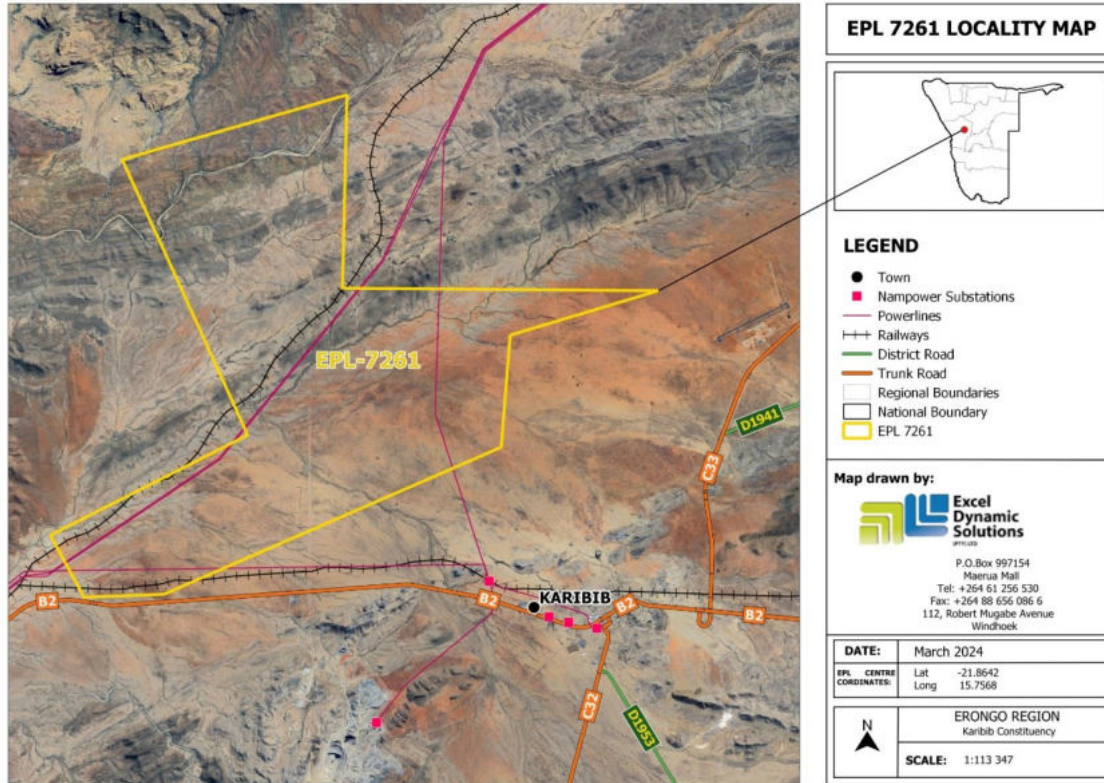 EPL 7261 LOCALITY MAP
EPL-7261
D1941
C33
KARIBIB
B2
B2
B2
B2
C32
D1953
LEGEND
Town
Nampower Substations
Powerlines
Railways
District Road
Trunk Road
Regional Boundaries
National Boundary
EPL 7261
Map drawn by:
Excel
Dynamic
Solutions
(PTY) LTD
P.O.Box 997154
Maerua Mall
Tel: +264 61 256 530
Fax: +264 88 656 086 6
112, Robert Mugabe Avenue
Windhoek
DATE: March 2024
EPL CENTRE CORDINATES: Lat -21.8642
Long 15.7568
N
ERONGO REGION
Karibib Constituency
SCALE: 1:113 347